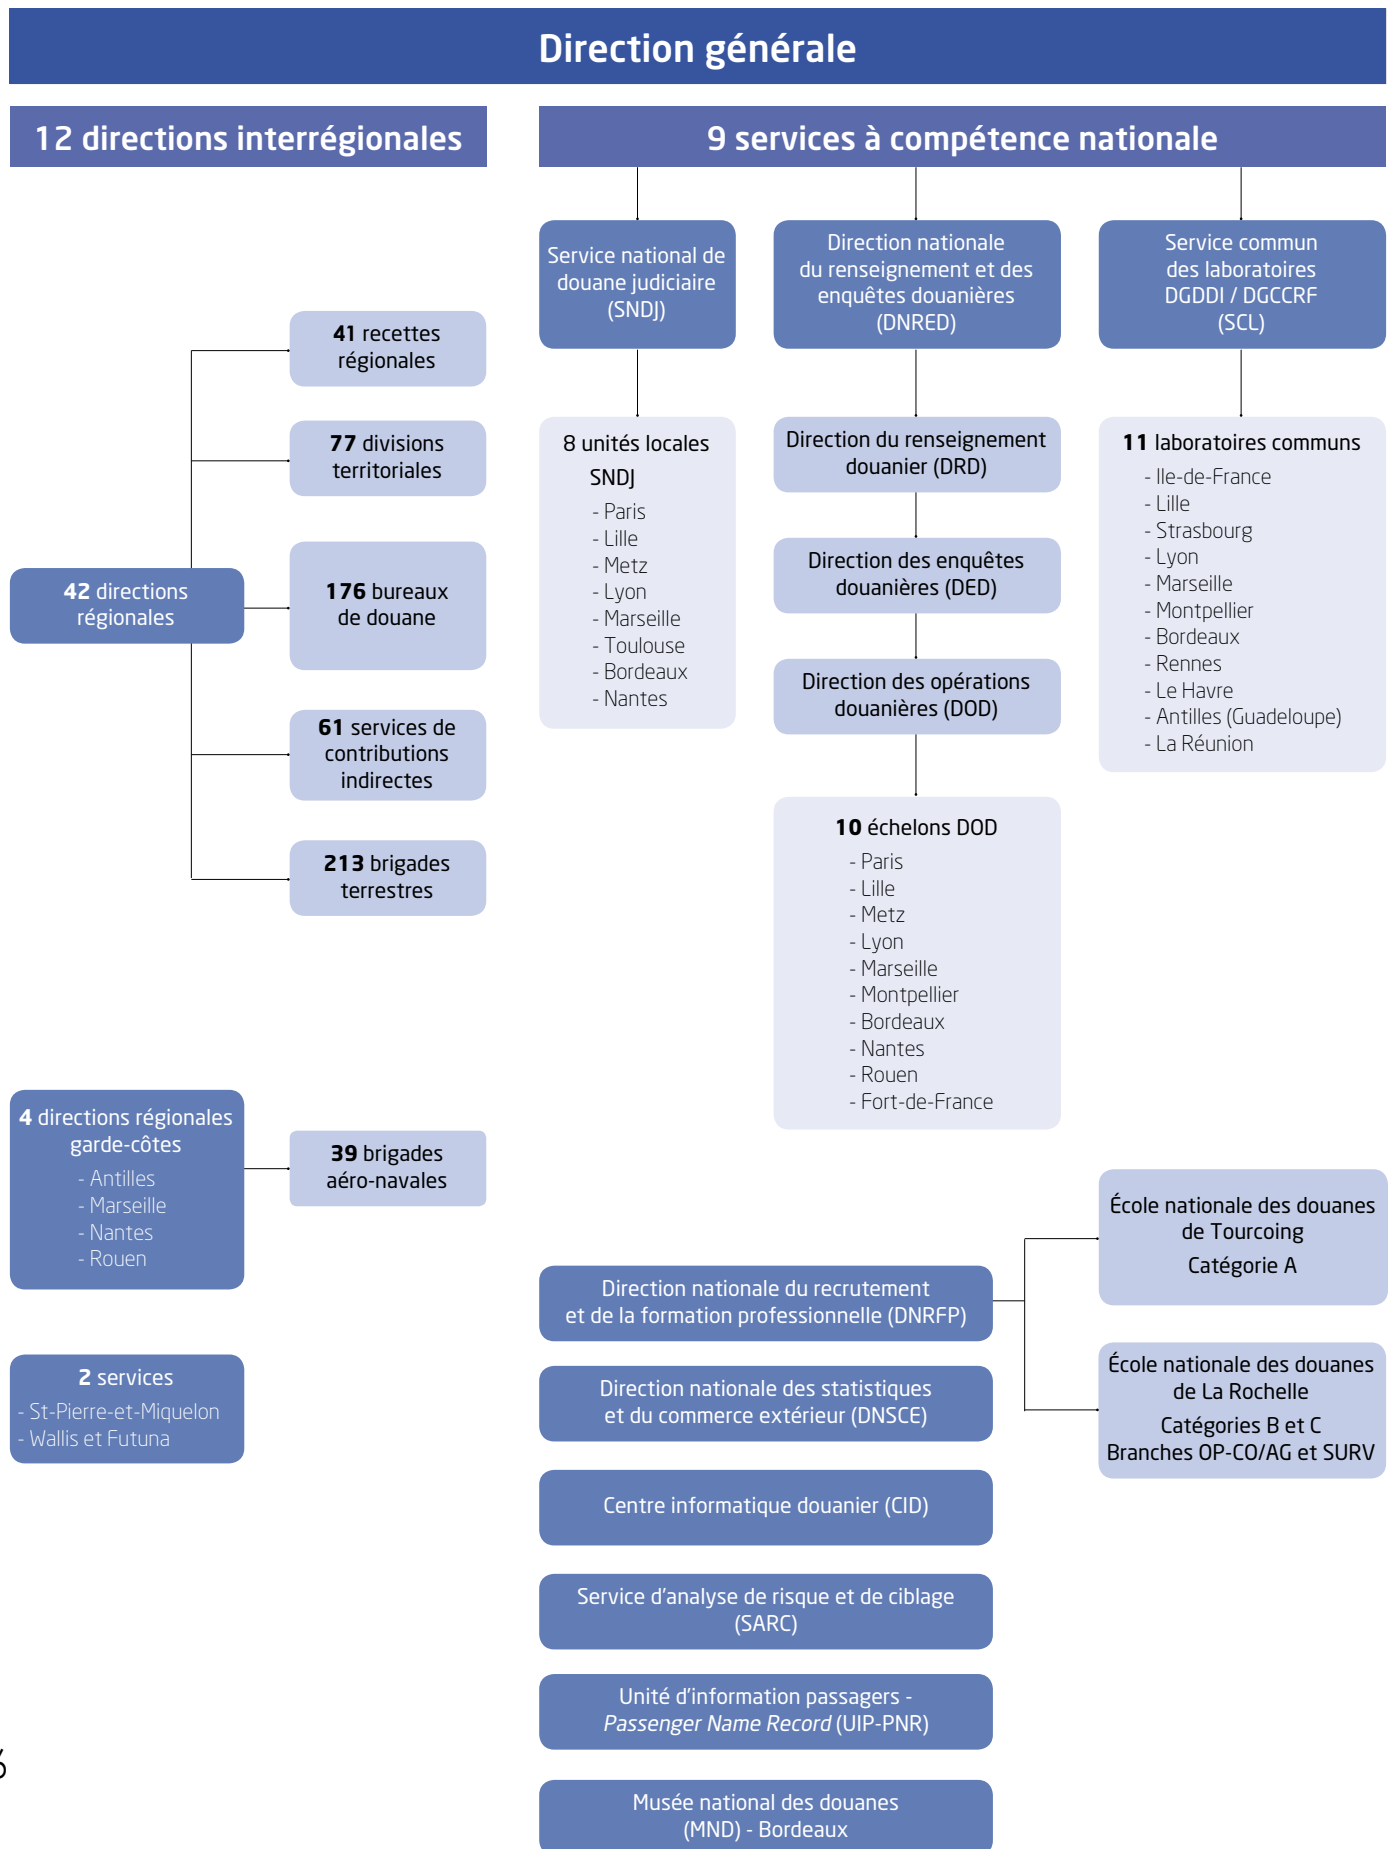 Direction générale
12 directions interrégionales
41 recettes
régionales
77 divisions
territoriales
42 directions
régionales
176 bureaux
de douane
61 services de
contributions
indirectes
213 brigades
terrestres
4 directions régionales
garde-côtes
- Antilles
- Marseille
- Nantes
- Rouen
39 brigades
aéro-navales
2 services
- St-Pierre-et-Miquelon
- Wallis et Futuna
9 services à compétence nationale
Service national de
douane judiciaire
(SNDJ)
8 unités locales
SNDJ
- Paris
- Lille
- Metz
- Lyon
- Marseille
- Toulouse
- Bordeaux
- Nantes
Direction nationale
du renseignement et des
enquêtes douanières
(DNRED)
Direction du renseignement
douanier (DRD)
Direction des enquêtes
douanières (DED)
Direction des opérations
douanières (DOD)
10 échelons DOD
- Paris
- Lille
- Metz
- Lyon
- Marseille
- Montpellier
- Bordeaux
- Nantes
- Rouen
- Fort-de-France
Service commun
des laboratoires
DGDDI / DGCCRF
(SCL)
11 laboratoires communs
- Ile-de-France
- Lille
- Strasbourg
- Lyon
- Marseille
- Montpellier
- Bordeaux
- Rennes
- Le Havre
- Antilles (Guadeloupe)
- La Réunion
Direction nationale du recrutement
et de la formation professionnelle (DNRFP)
École nationale des douanes
de Tourcoing
Catégorie A
École nationale des douanes
de La Rochelle
Catégories B et C
Branches OP-CO/AG et SURV
Direction nationale des statistiques
et du commerce extérieur (DNSCE)
Centre informatique douanier (CID)
Service d'analyse de risque et de ciblage
(SARC)
Unité d'information passagers -
Passenger Name Record (UIP-PNR)
Musée national des douanes
(MND) - Bordeaux